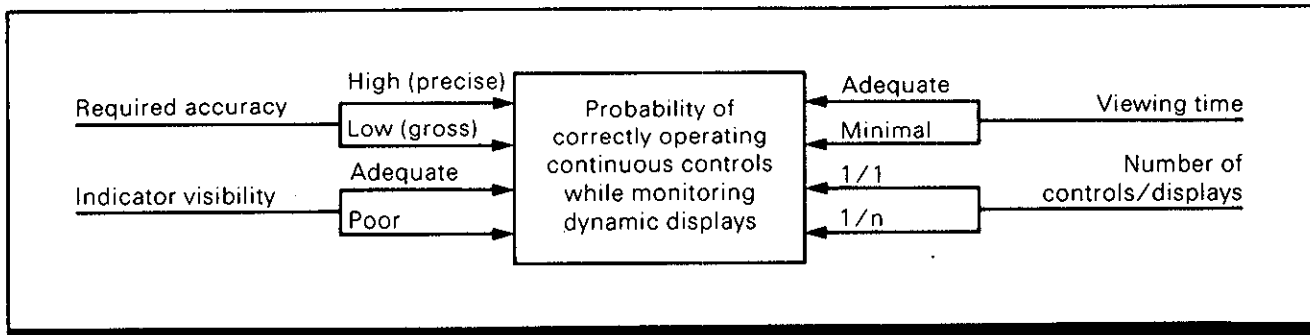 High (precise)
Required accuracy
Low (gross)
Adequate
Indicator visibility
Poor
Probability of
correctly operating
continuous controls
while monitoring
dynamic displays
Adequate
Viewing time
Minimal
1/1
Number of
controls/displays
1/n